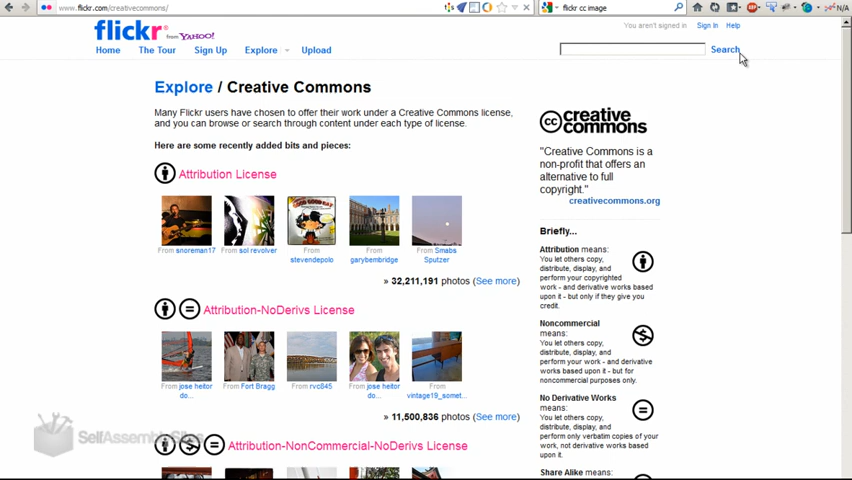 www.flickr.com/creativecommons/
flickr cc image
N/A
flickr from YAHOO!
You aren't signed in Sign In Help
Home The Tour Sign Up Explore Upload
Search
Explore / Creative Commons
Many Flickr users have chosen to offer their work under a Creative Commons license,
and you can browse or search through content under each type of license.
Here are some recently added bits and pieces:
Attribution License
From snoreman17
From sol revolver
From
stevendepolo
From
garybembridge
From Smabs
Sputzer
» 32,211,191 photos (See more)
Attribution-NoDerivs License
From jose heitor
do...
From Fort Bragg
From rvc845
From jose heitor
do...
From
vintage19_somet...
» 11,500,836 photos (See more)
Attribution-NonCommercial-NoDerivs License
cc creative
commons
"Creative Commons is a
non-profit that offers an
alternative to full
copyright."
creativecommons.org
Briefly...
Attribution means:
You let others copy,
distribute, display, and
perform your copyrighted
work - and derivative works
based upon it - but only if they give you
credit.
Noncommercial
means:
You let others copy,
distribute, display, and
perform your work - and
derivative works based
upon it - but for
noncommercial purposes only.
No Derivative Works
means:
You let others copy,
distribute, display, and
perform only verbatim copies of your
work, not derivative works based
upon it.
Share Alike means: